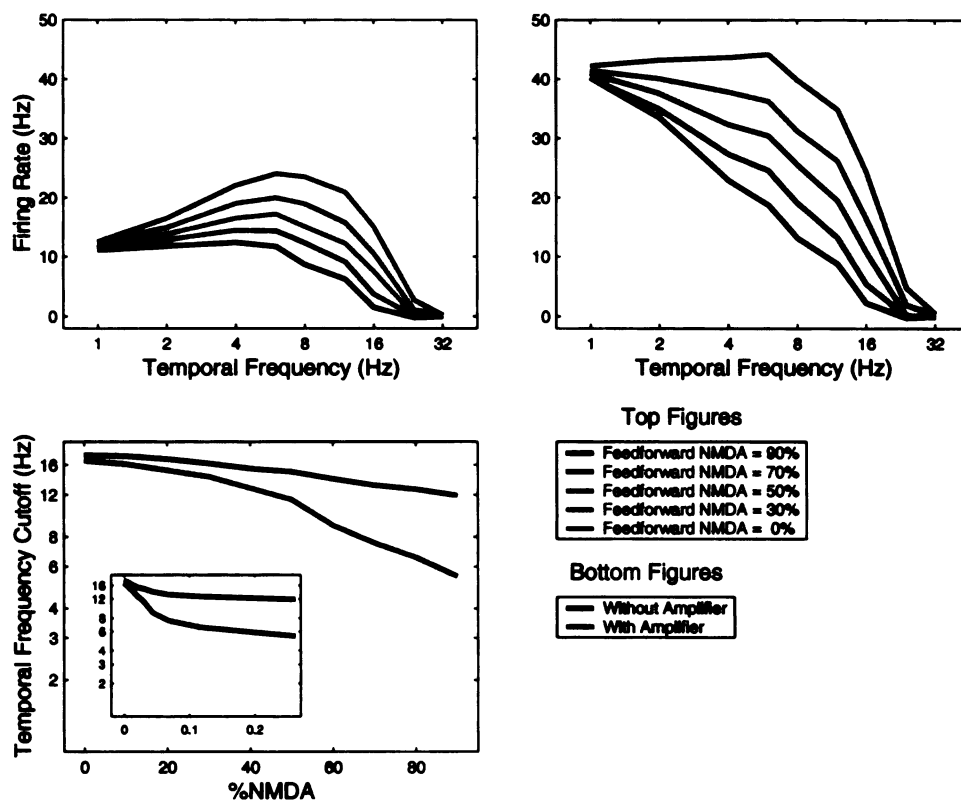 50
40
30
20
10
0
Firing Rate (Hz)
1 2 4 8 16 32
Temporal Frequency (Hz)
50
40
30
20
10
0
1 2 4 8 16 32
Temporal Frequency (Hz)
Temporal Frequency Cutoff (Hz)
16
12
8
6
4
3
2
16
12
8
6
4
3
2
0 0.1 0.2
0 20 40 60 80
%NMDA
Top Figures
Feedforward NMDA = 90%
Feedforward NMDA = 70%
Feedforward NMDA = 50%
Feedforward NMDA = 30%
Feedforward NMDA = 0%
Bottom Figures
Without Amplifier
With Amplifier